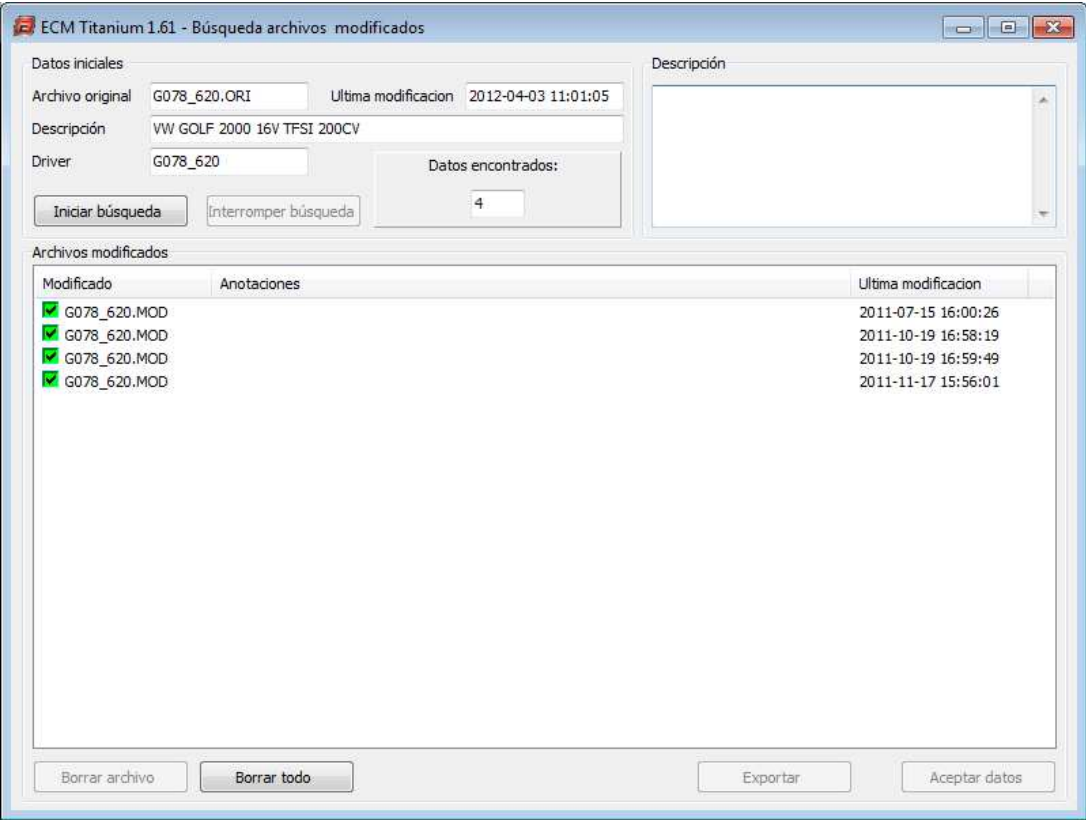 ECM Titanium 1.61 - Búsqueda archivos modificados
Datos iniciales
Descripción
Archivo original G078_620.ORI Ultima modificacion 2012-04-03 11:01:05
Descripción VW GOLF 2000 16V TFSI 200CV
Driver G078_620 Datos encontrados:
4
Iniciar búsqueda Interromper búsqueda
Archivos modificados
Modificado Anotaciones Ultima modificacion
G078_620.MOD 2011-07-15 16:00:26
G078_620.MOD 2011-10-19 16:58:19
G078_620.MOD 2011-10-19 16:59:49
G078_620.MOD 2011-11-17 15:56:01
Borrar archivo Borrar todo Exportar Aceptar datos